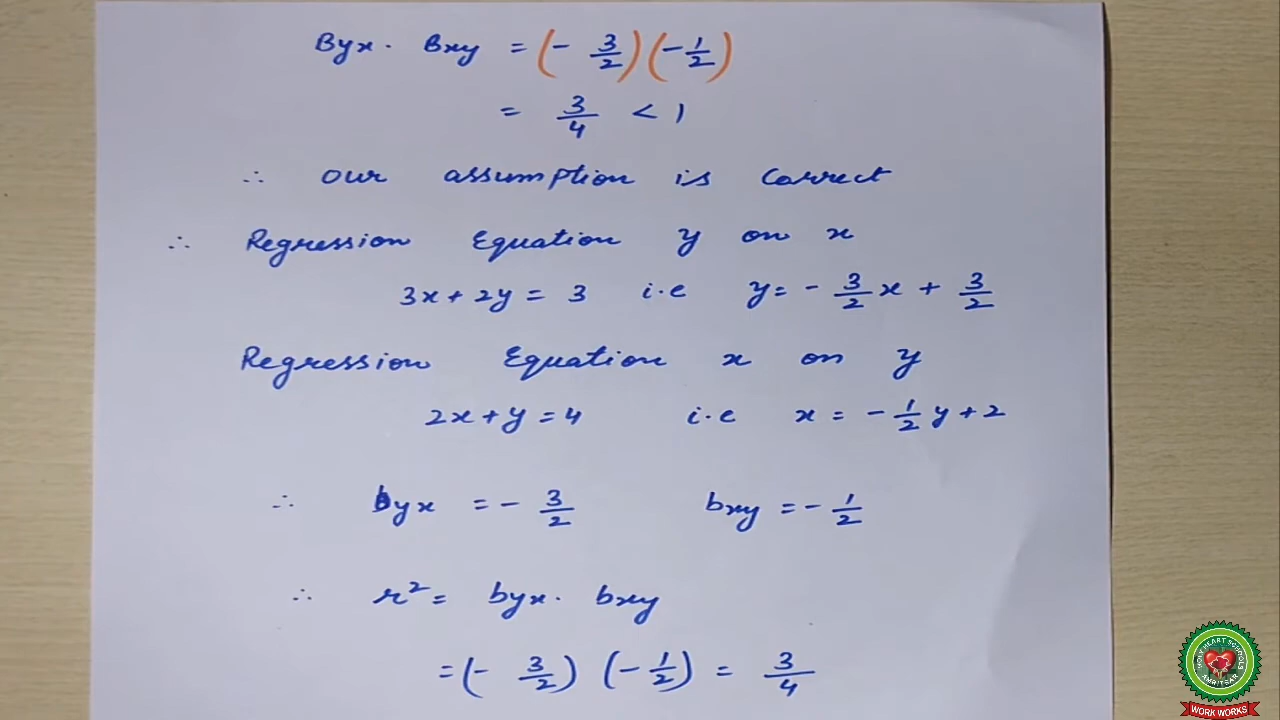 Byx . Bxy = (- 3/2)(-1/2)
= 3/4 < 1
∴ our assumption is Correct
∴ Regression Equation y on x
3x + 2y = 3 i.e y = - 3/2 x + 3/2
Regression Equation x on y
2x + y = 4 i.e x = - 1/2 y + 2
∴ byx = - 3/2 bxy = - 1/2
∴ r² = byx . bxy
= (- 3/2) (- 1/2) = 3/4
WORK WORKS